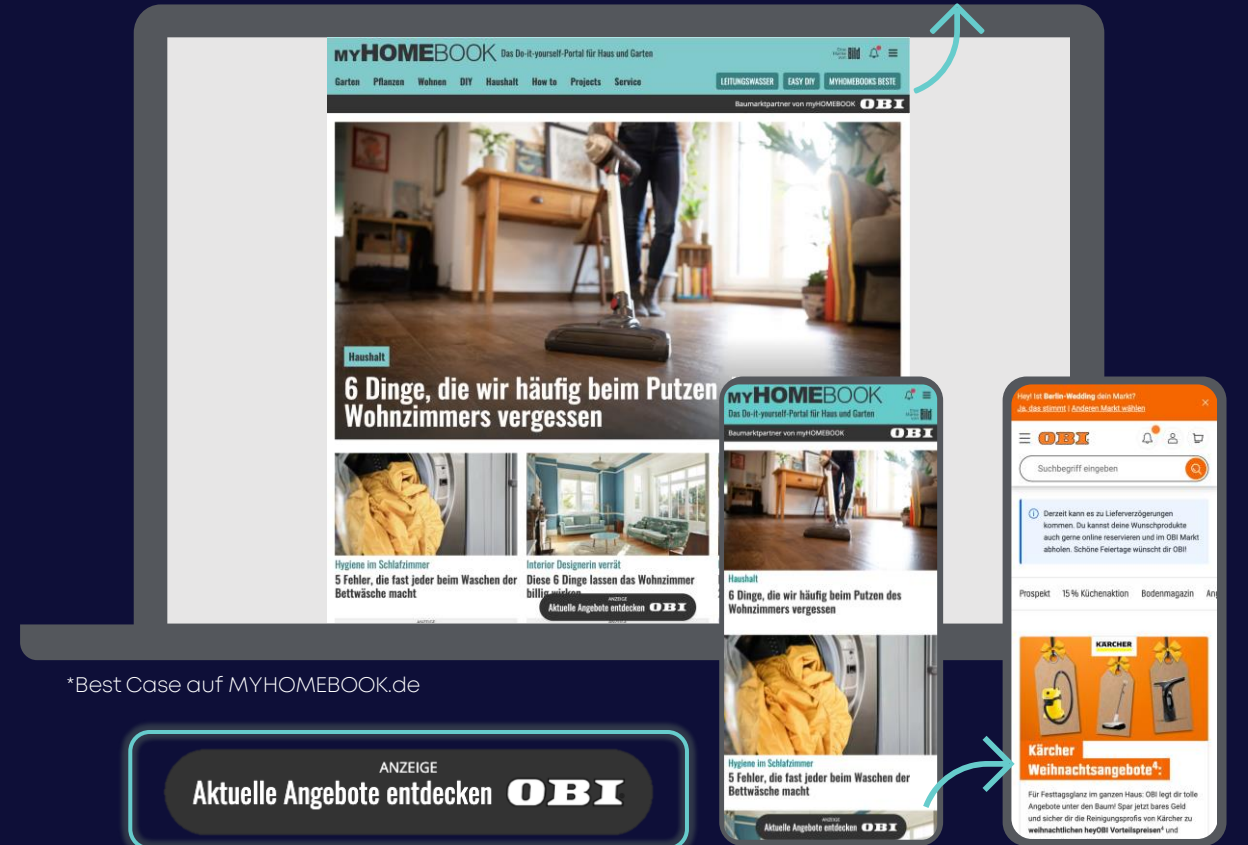 MYHOMEBOOK Das Do-it-yourself-Portal für Haus und Garten
Bild
Garten Pflanzen Wohnen DIY Haushalt How to Projects Service
LEITUNGSWASSER EASY DIY MYHOMEBOOKS BESTE
Baumarktpartner von myHOMEBOOK OBI
Haushalt
6 Dinge, die wir häufig beim Putzen
Wohnzimmers vergessen
Hygiene im Schlafzimmer
5 Fehler, die fast jeder beim Waschen der
Bettwäsche macht
Interior Designerin verrät
Diese 6 Dinge lassen das Wohnzimmer
billig wirken
ANZEIGE
Aktuelle Angebote entdecken OBI
ANZEIGE
ANZEIGE
MYHOMEBOOK
Das Do-it-yourself-Portal für Haus und Garten
Bild
Baumarktpartner von myHOMEBOOK OBI
Haushalt
6 Dinge, die wir häufig beim Putzen des
Wohnzimmers vergessen
Hygiene im Schlafzimmer
5 Fehler, die fast jeder beim Waschen der
Bettwäsche macht
ANZEIGE
Aktuelle Angebote entdecken OBI
Hey! Ist Berlin-Wedding dein Markt?
Ja, das stimmt | Anderen Markt wählen
OBI
Suchbegriff eingeben
Derzeit kann es zu Lieferverzögerungen
kommen. Du kannst deine Wunschprodukte
auch gerne online reservieren und im OBI Markt
abholen. Schöne Feiertage wünscht dir OBI!
Prospekt 15 % Küchenaktion Bodenmagazin
KÄRCHER
Kärcher
Weihnachtsangebote⁴:
Für Festtagsglanz im ganzen Haus: OBI legt dir tolle
Angebote unter den Baum! Spar jetzt bares Geld
und sicher dir die Reinigungsprofis von Kärcher zu
weihnachtlichen heyOBI Vorteilspreisen⁴ und
*Best Case auf MYHOMEBOOK.de
ANZEIGE
Aktuelle Angebote entdecken OBI